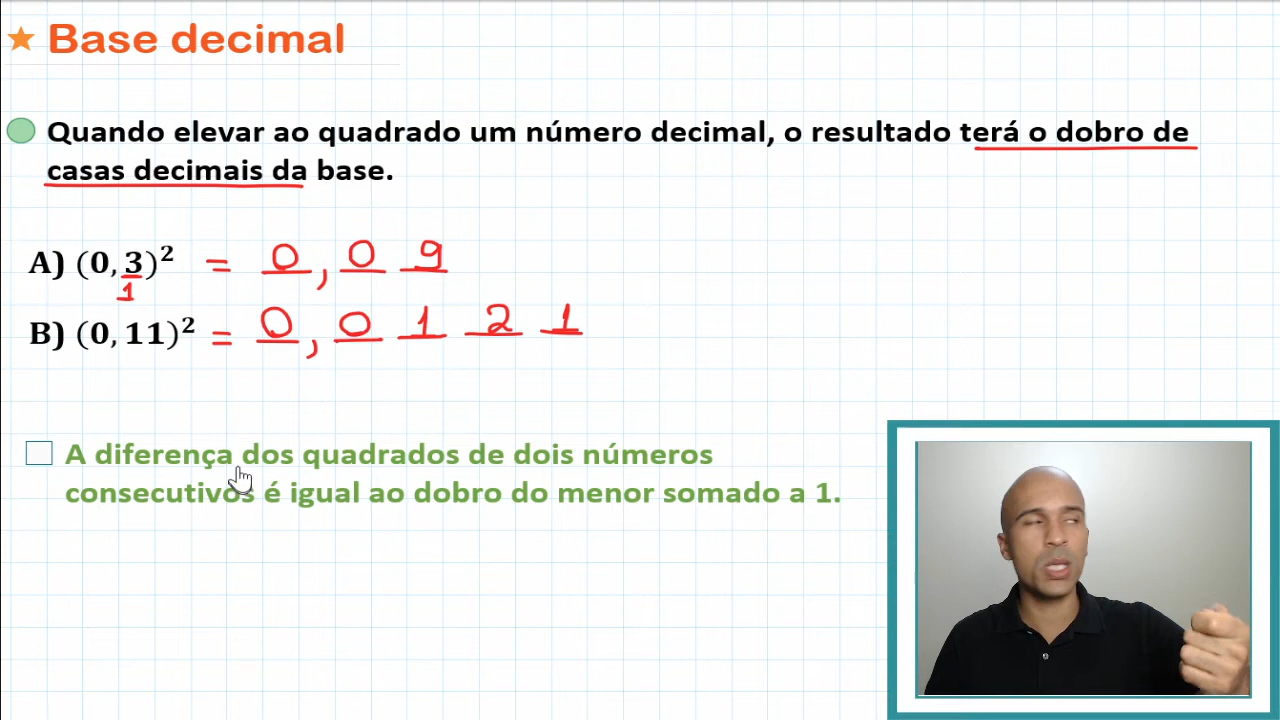 Base decimal
Quando elevar ao quadrado um número decimal, o resultado terá o dobro de
casas decimais da base.
A) (0,3)² = 0,09
1
B) (0,11)² = 0,0121
A diferença dos quadrados de dois números
consecutivos é igual ao dobro do menor somado a 1.